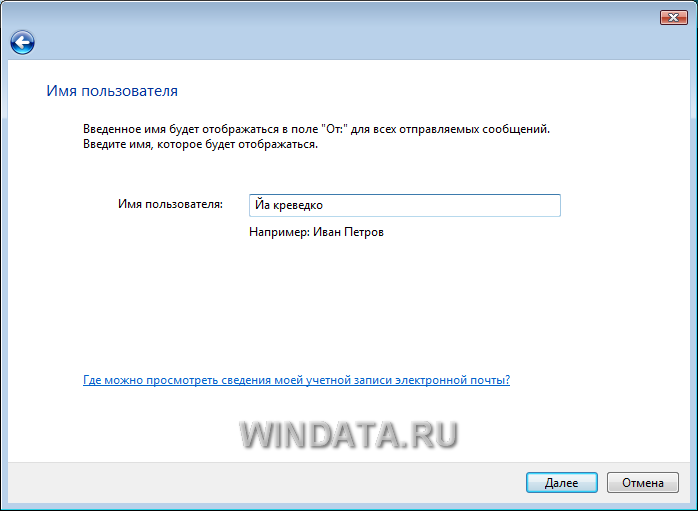 Имя пользователя
Введенное имя будет отображаться в поле "От:" для всех отправляемых сообщений.
Введите имя, которое будет отображаться.
Имя пользователя: Йа креведко
Например: Иван Петров
Где можно просмотреть сведения моей учетной записи электронной почты?
WINDATA.RU
Далее Отмена